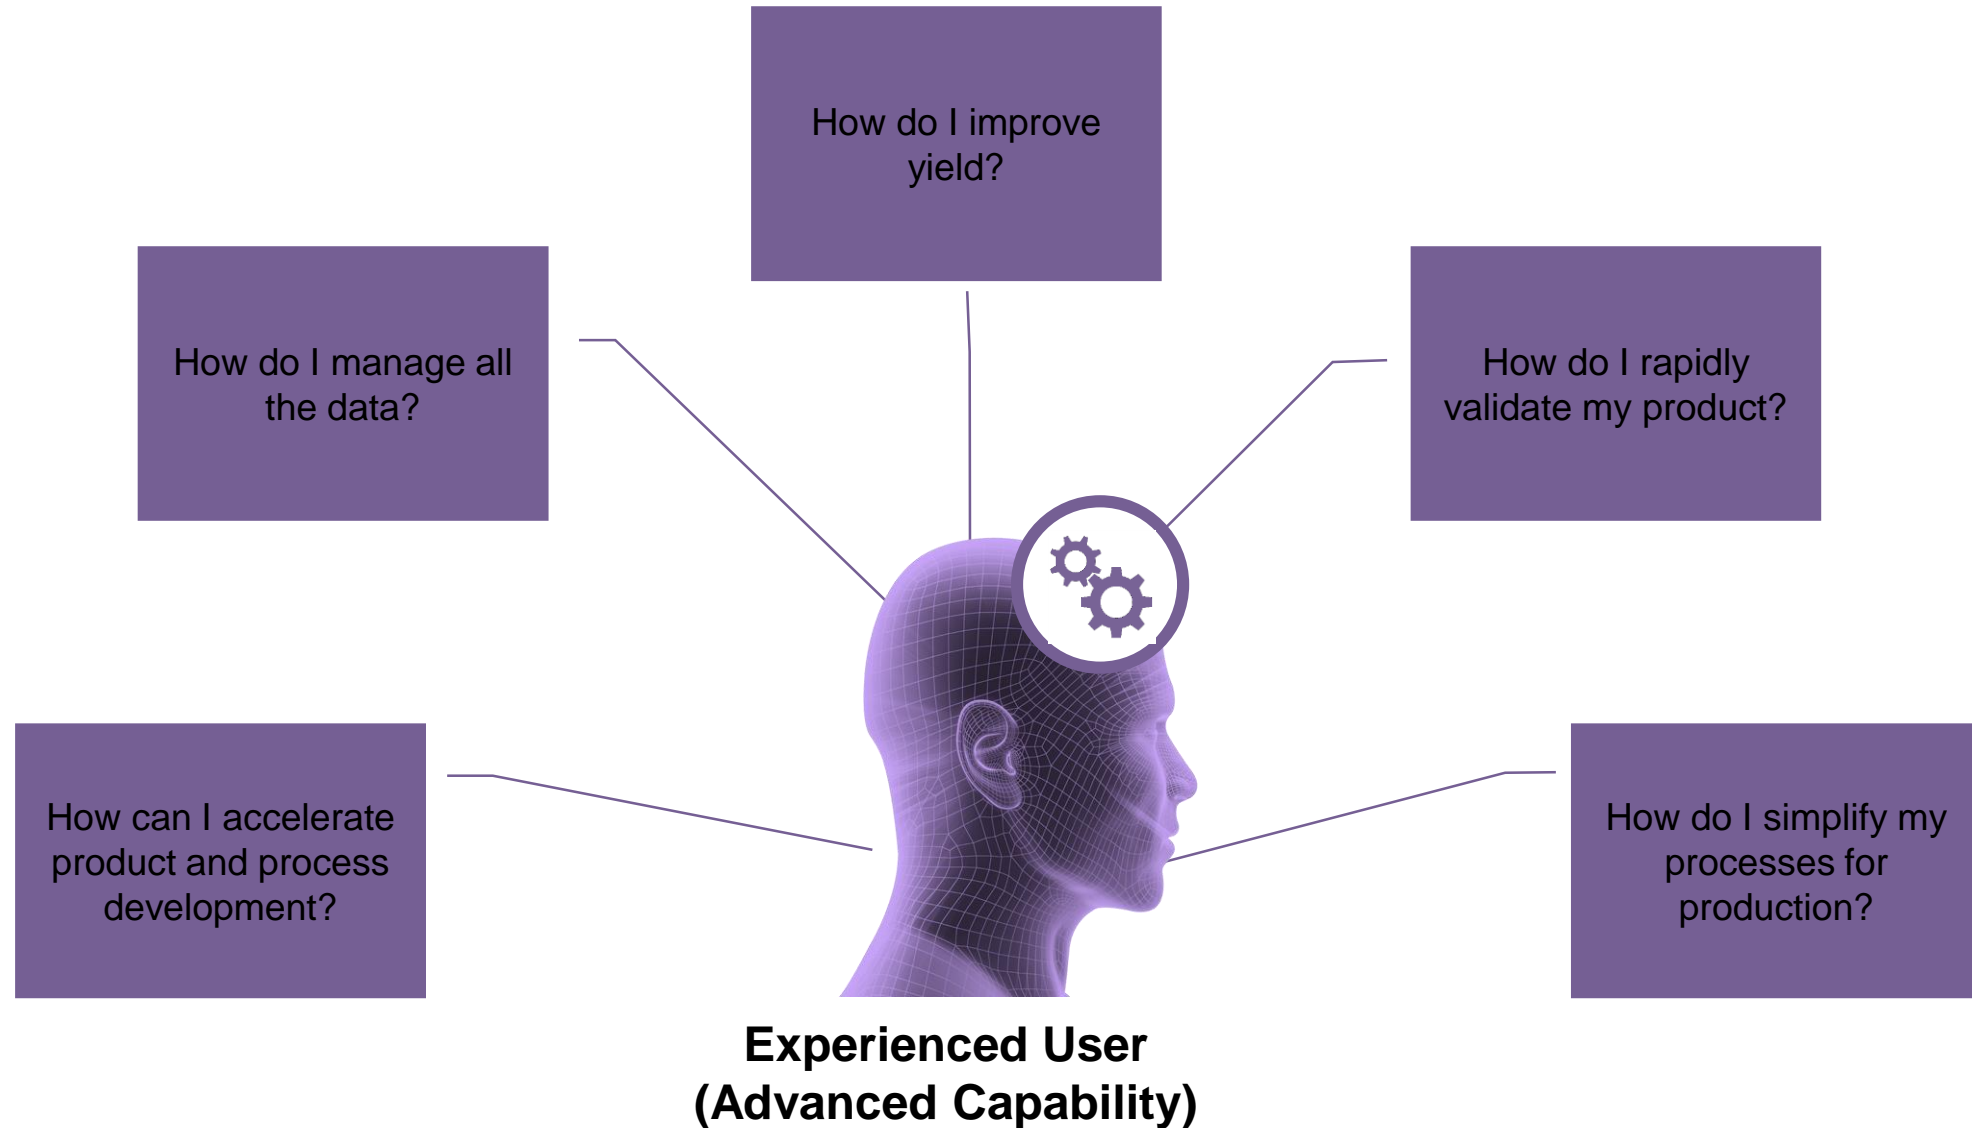 How do I improve
yield?
How do I manage all
the data?
How do I rapidly
validate my product?
How can I accelerate
product and process
development?
How do I simplify my
processes for
production?
Experienced User
(Advanced Capability)